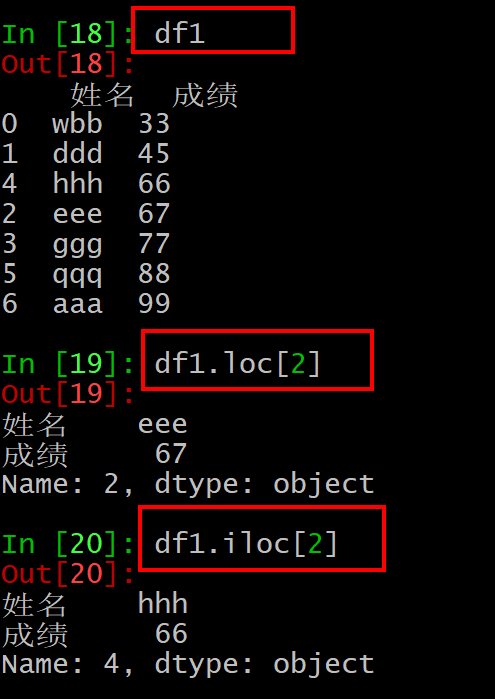 In [18]: df1
Out[18]:
姓名 成绩
0 wbb 33
1 ddd 45
4 hhh 66
2 eee 67
3 ggg 77
5 qqq 88
6 aaa 99
In [19]: df1.loc[2]
Out[19]:
姓名 eee
成绩 67
Name: 2, dtype: object
In [20]: df1.iloc[2]
Out[20]:
姓名 hhh
成绩 66
Name: 4, dtype: object